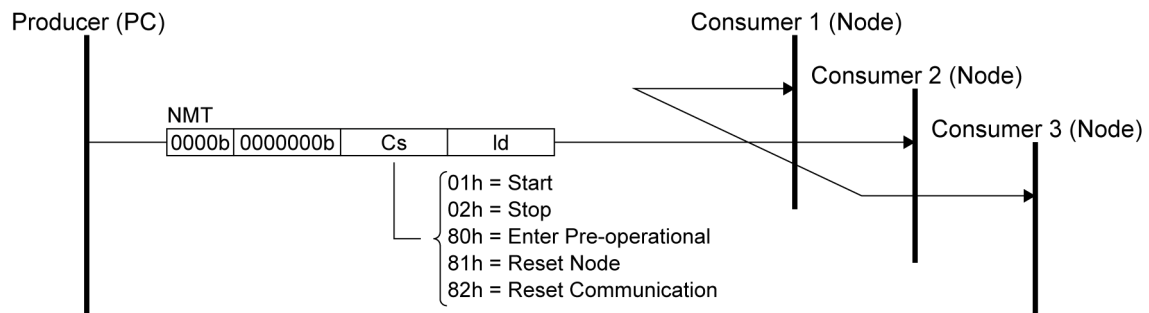 Producer (PC)
Consumer 1 (Node)
Consumer 2 (Node)
Consumer 3 (Node)
NMT
0000b 0000000b Cs Id
01h = Start
02h = Stop
80h = Enter Pre-operational
81h = Reset Node
82h = Reset Communication